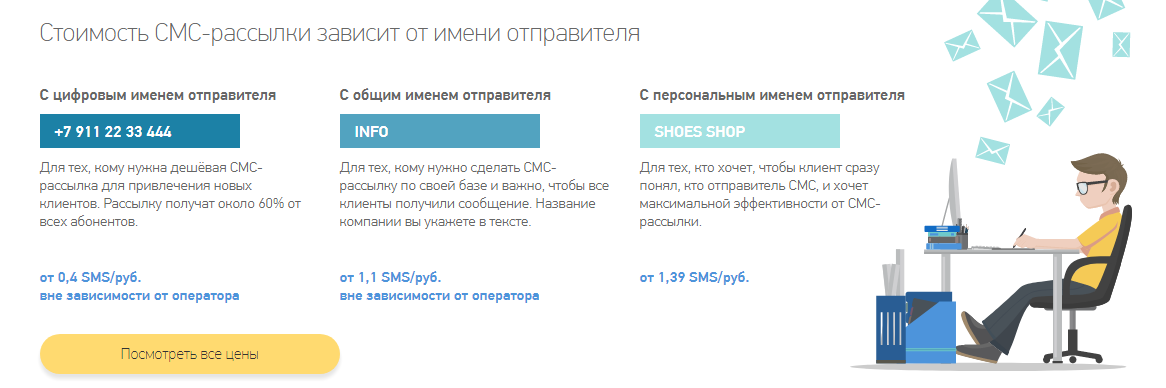 Стоимость СМС-рассылки зависит от имени отправителя
С цифровым именем отправителя
+7 911 22 33 444
Для тех, кому нужна дешёвая СМС-
рассылка для привлечения новых
клиентов. Рассылку получат около 60% от
всех абонентов.
от 0,4 SMS/руб.
вне зависимости от оператора
С общим именем отправителя
INFO
Для тех, кому нужно сделать СМС-
рассылку по своей базе и важно, чтобы все
клиенты получили сообщение. Название
компании вы укажете в тексте.
от 1,1 SMS/руб.
вне зависимости от оператора
С персональным именем отправителя
SHOES SHOP
Для тех, кто хочет, чтобы клиент сразу
понял, кто отправитель СМС, и хочет
максимальной эффективности от СМС-
рассылки.
от 1,39 SMS/руб.
Посмотреть все цены